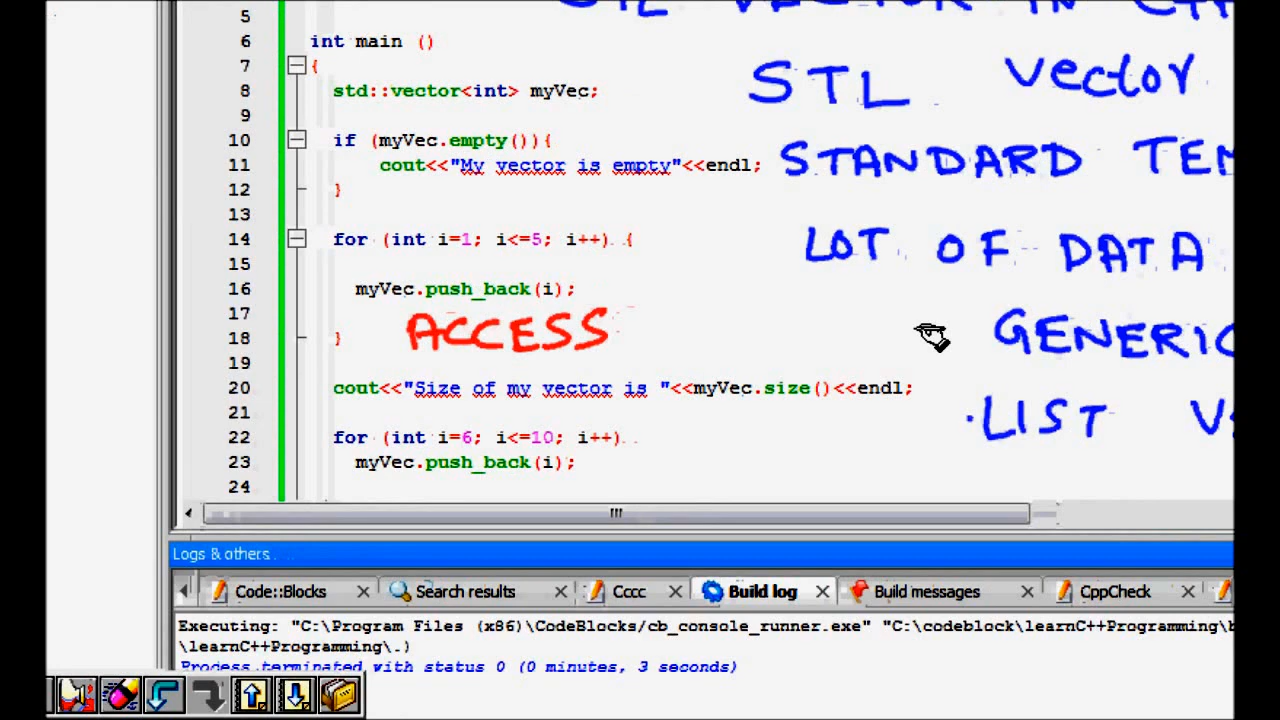 STL VECTOR IN CPP
5
6 int main ()
7 {
8 std::vector<int> myVec;
STL vector
9
10 if (myVec.empty()){
11 cout<<"My vector is empty"<<endl;
STANDARD TEM
12 }
13
14 for (int i=1; i<=5; i++) {
LOT OF DATA
15
16 myVec.push_back(i);
17
18 }
ACCESS
GENERIC
19
20 cout<<"Size of my vector is "<<myVec.size()<<endl;
21
.LIST VS
22 for (int i=6; i<=10; i++)
23 myVec.push_back(i);
24
Logs & others
Code::Blocks Search results Cccc Build log Build messages CppCheck
Executing: "C:\Program Files (x86)\CodeBlocks/cb_console_runner.exe" "C:\codeblock\learnC++Programming\b
\learnC++Programming\.)
Process terminated with status 0 (0 minutes, 3 seconds)